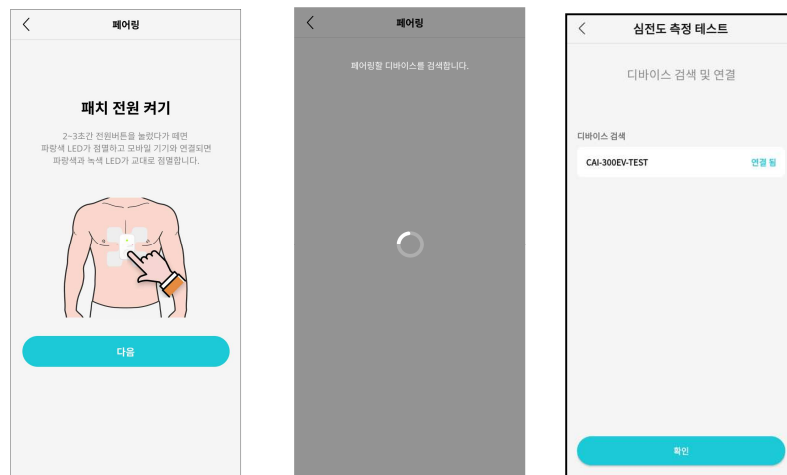 페어링
패치 전원 켜기
2~3초간 전원버튼을 눌렀다가 떼면
파랑색 LED가 점멸하고 모바일 기기와 연결되면
파랑색과 녹색 LED가 교대로 점멸합니다.
다음
페어링
페어링할 디바이스를 검색합니다.
심전도 측정 테스트
디바이스 검색 및 연결
디바이스 검색
CAI-300EV-TEST 연결 됨
확인